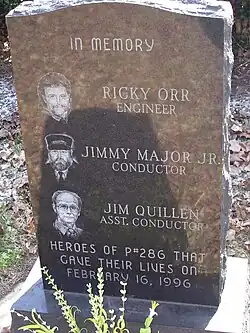 IN MEMORY
RICKY ORR
ENGINEER
JIMMY MAJOR JR.
CONDUCTOR
JIM QUILLEN
ASST. CONDUCTOR
HEROES OF P#286 THAT
GAVE THEIR LIVES ON
FEBRUARY 16, 1996